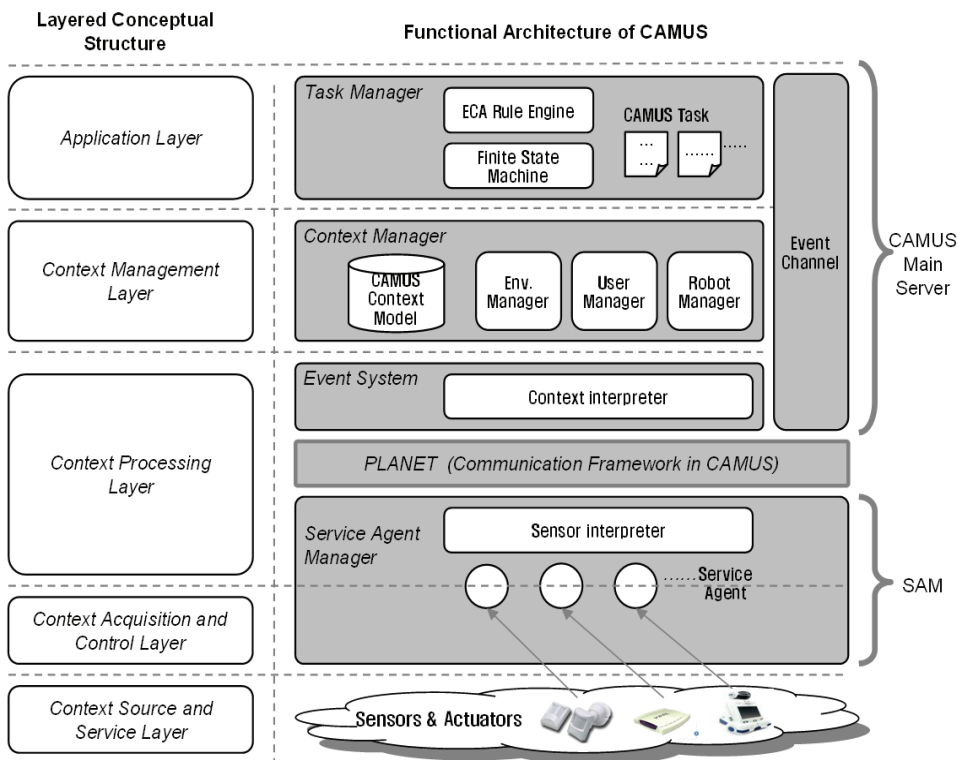 Layered Conceptual
Structure
Functional Architecture of CAMUS
Application Layer
Task Manager
ECA Rule Engine
Finite State
Machine
CAMUS Task
...
...
......
.....
Context Management
Layer
Context Manager
CAMUS
Context
Model
Env.
Manager
User
Manager
Robot
Manager
Event
Channel
CAMUS
Main
Server
Context Processing
Layer
Event System
Context interpreter
PLANET (Communication Framework in CAMUS)
Service Agent
Manager
Sensor interpreter
......Service
Agent
SAM
Context Acquisition and
Control Layer
Context Source and
Service Layer
Sensors & Actuators